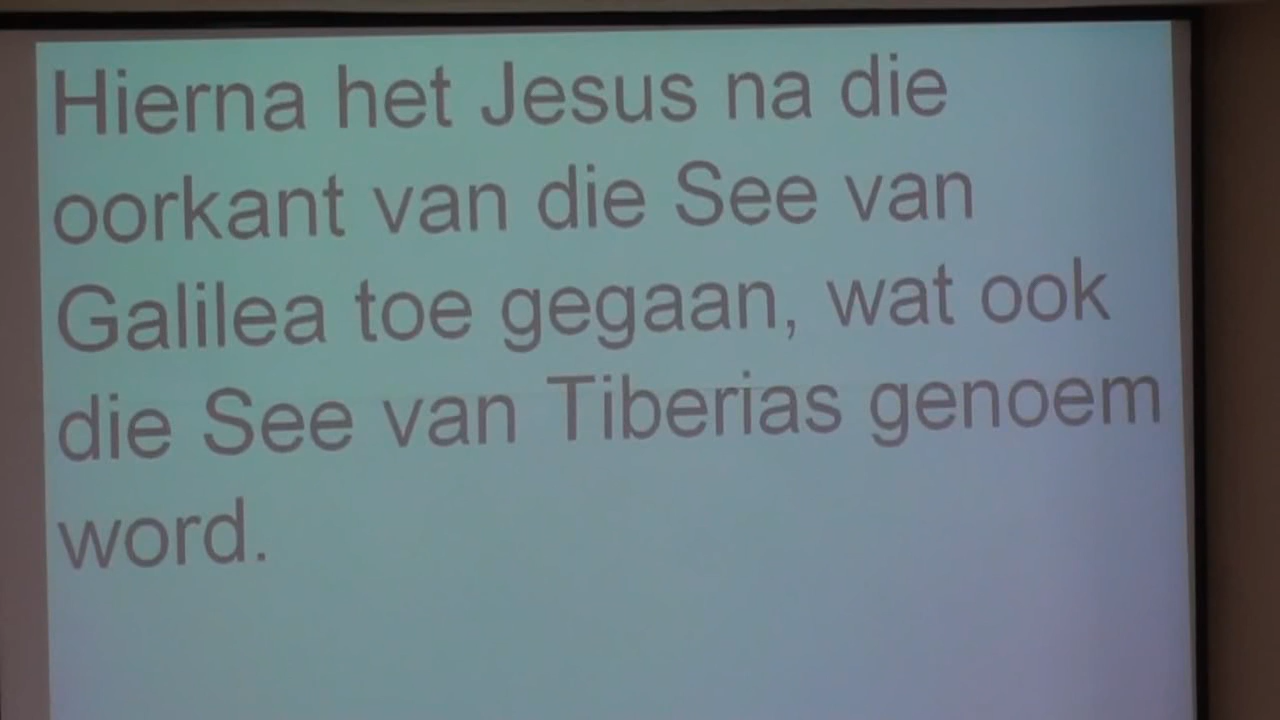 Hierna het Jesus na die
oorkant van die See van
Galilea toe gegaan, wat ook
die See van Tiberias genoem
word.